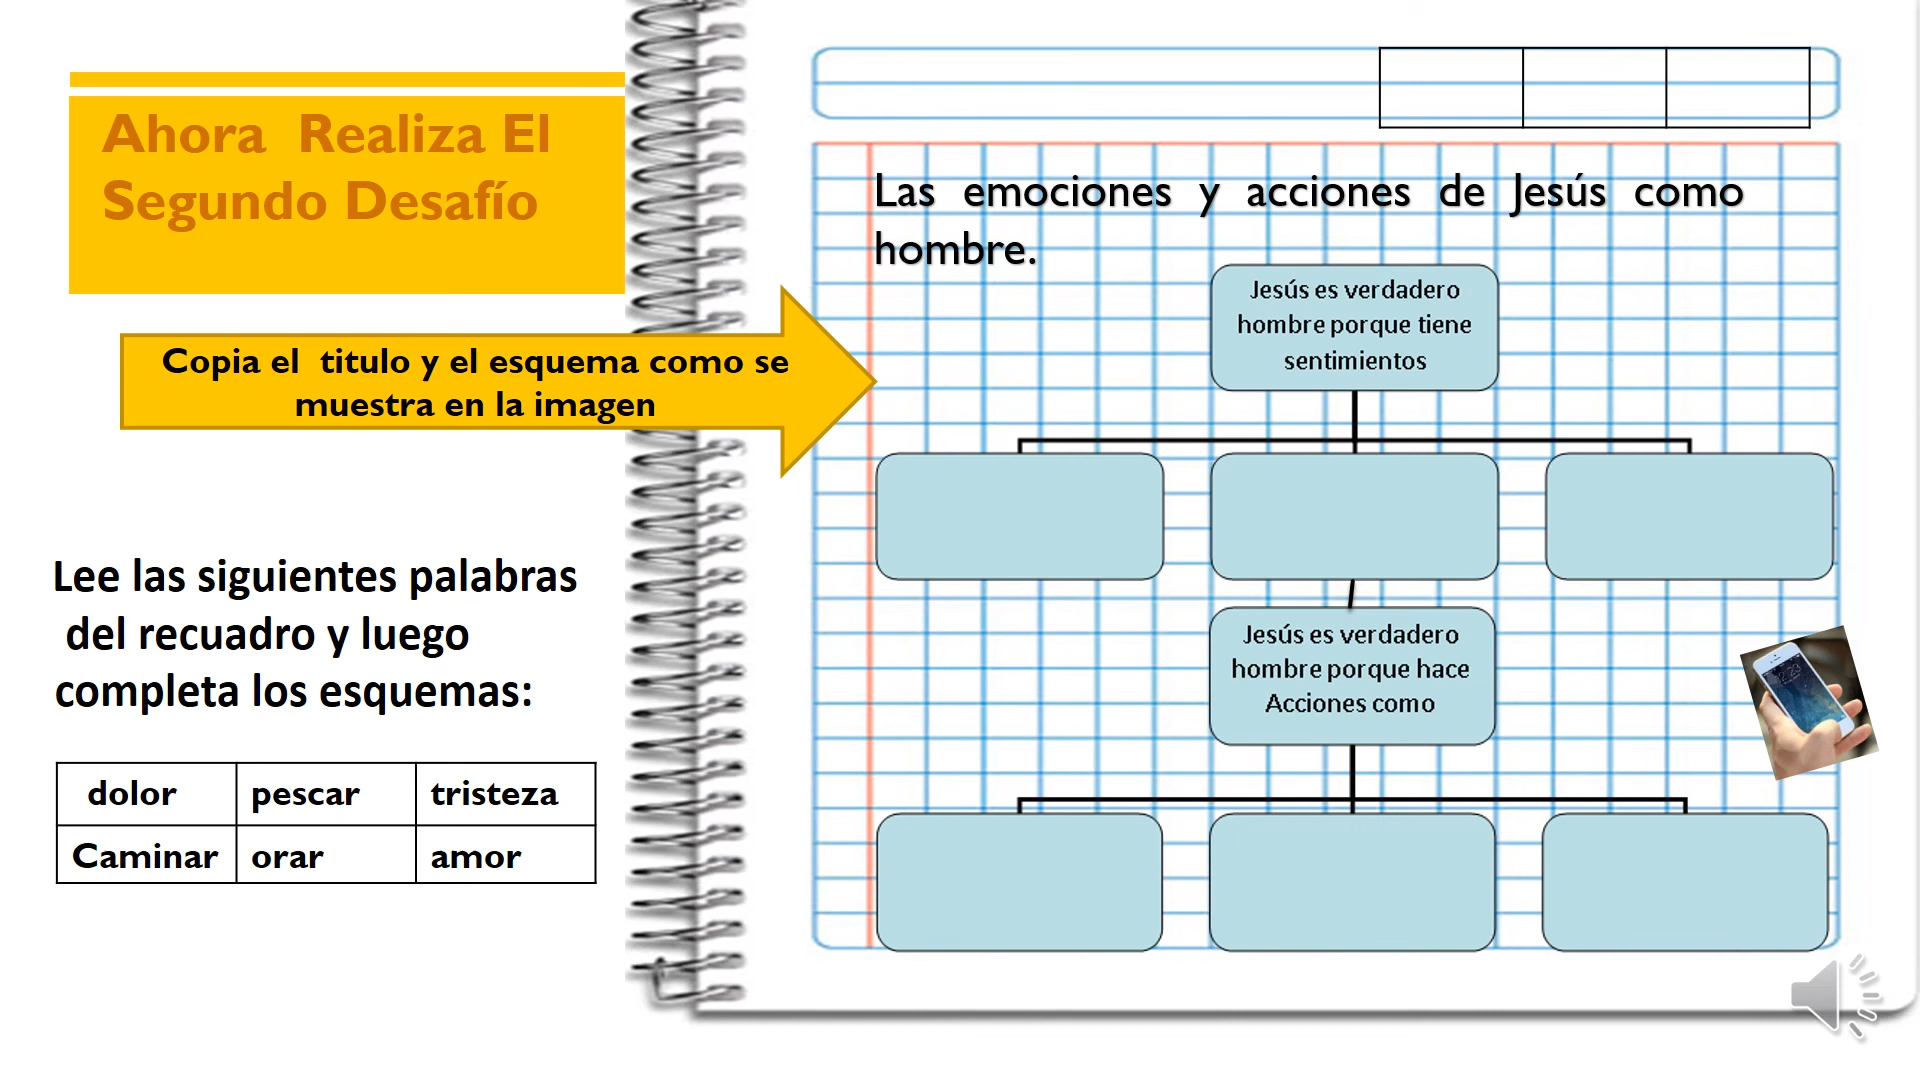 Ahora Realiza El
Segundo Desafío
Copia el titulo y el esquema como se
muestra en la imagen
Lee las siguientes palabras
del recuadro y luego
completa los esquemas:
dolor pescar tristeza
Caminar orar amor
Las emociones y acciones de Jesús como
hombre.
Jesús es verdadero
hombre porque tiene
sentimientos
Jesús es verdadero
hombre porque hace
Acciones como